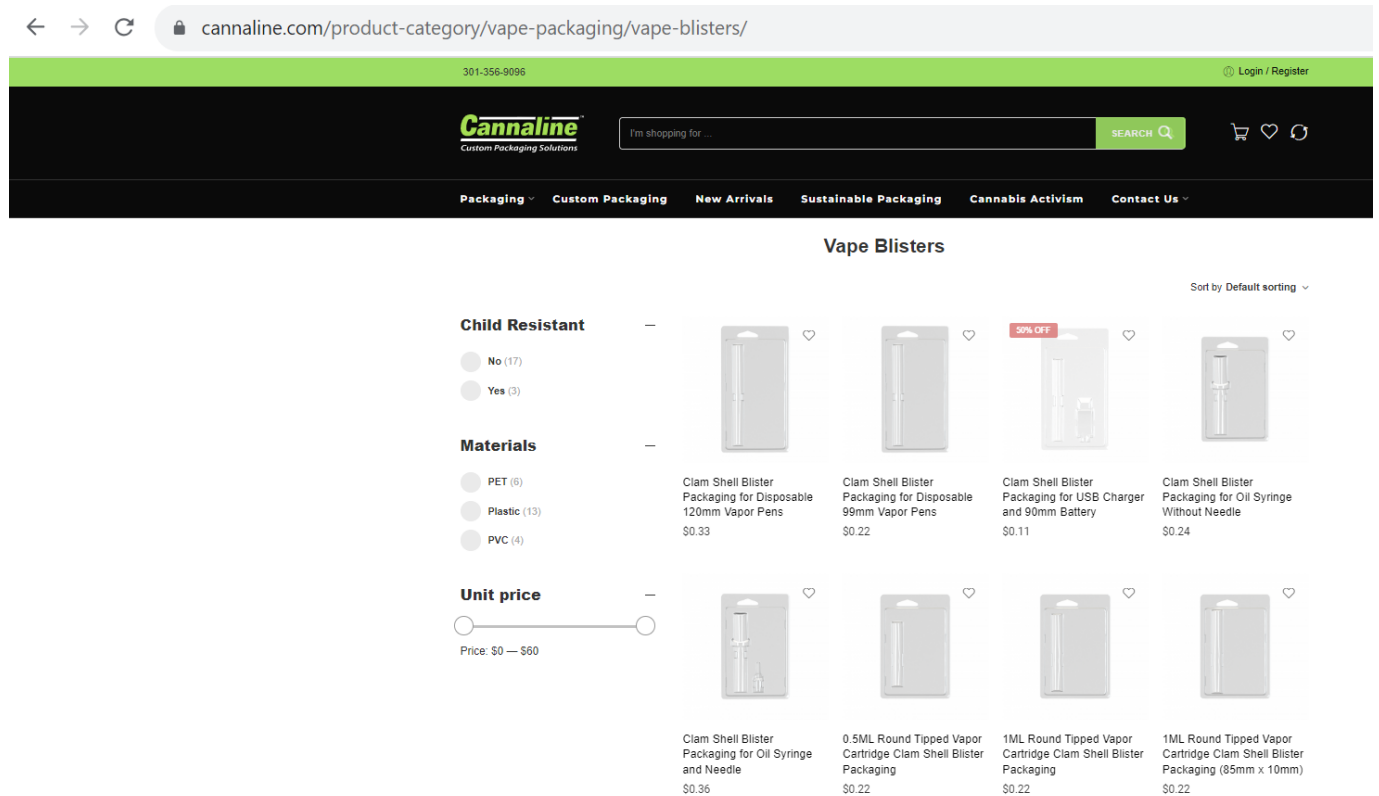 cannaline.com/product-category/vape-packaging/vape-blisters/
301-356-9096
Login / Register
Cannaline™
Custom Packaging Solutions
I'm shopping for ...
SEARCH
Packaging
Custom Packaging
New Arrivals
Sustainable Packaging
Cannabis Activism
Contact Us
Vape Blisters
Sort by Default sorting
Child Resistant
No (17)
Yes (3)
Materials
PET (6)
Plastic (13)
PVC (4)
Unit price
Price: $0 — $60
Clam Shell Blister
Packaging for Disposable
120mm Vapor Pens
$0.33
Clam Shell Blister
Packaging for Disposable
99mm Vapor Pens
$0.22
50% OFF
Clam Shell Blister
Packaging for USB Charger
and 90mm Battery
$0.11
Clam Shell Blister
Packaging for Oil Syringe
Without Needle
$0.24
Clam Shell Blister
Packaging for Oil Syringe
and Needle
$0.36
0.5ML Round Tipped Vapor
Cartridge Clam Shell Blister
Packaging
$0.22
1ML Round Tipped Vapor
Cartridge Clam Shell Blister
Packaging
$0.22
1ML Round Tipped Vapor
Cartridge Clam Shell Blister
Packaging (85mm x 10mm)
$0.22